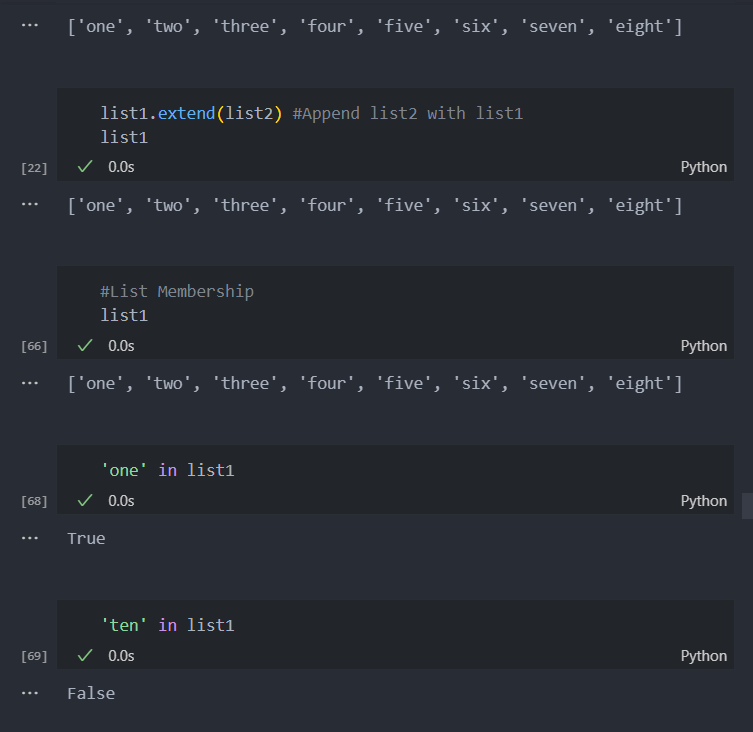 ['one', 'two', 'three', 'four', 'five', 'six', 'seven', 'eight']
list1.extend(list2) #Append list2 with list1
list1
[22] 0.0s Python
['one', 'two', 'three', 'four', 'five', 'six', 'seven', 'eight']
#List Membership
list1
[66] 0.0s Python
['one', 'two', 'three', 'four', 'five', 'six', 'seven', 'eight']
'one' in list1
[68] 0.0s Python
True
'ten' in list1
[69] 0.0s Python
False